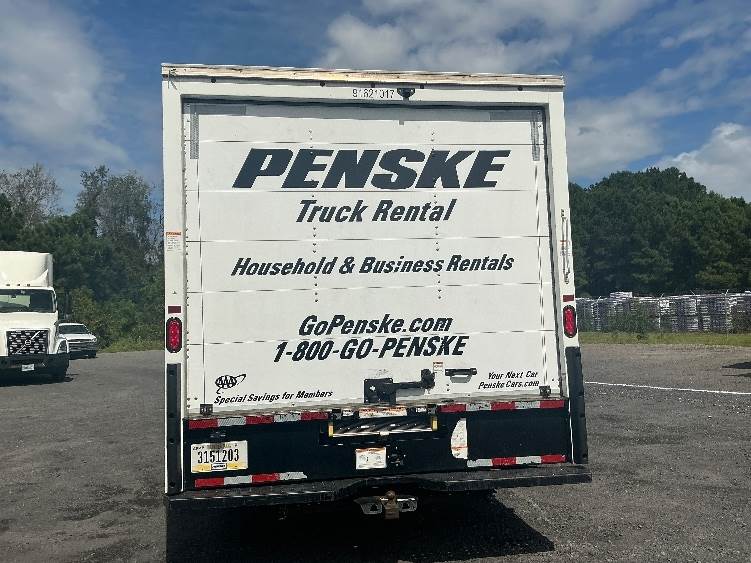 91621017
PENSKE
Truck Rental
Household & Business Rentals
GoPenske.com
1-800-GO-PENSKE
AAA
Special Savings for Members
Your Next Car
PenskeCars.com
3151203